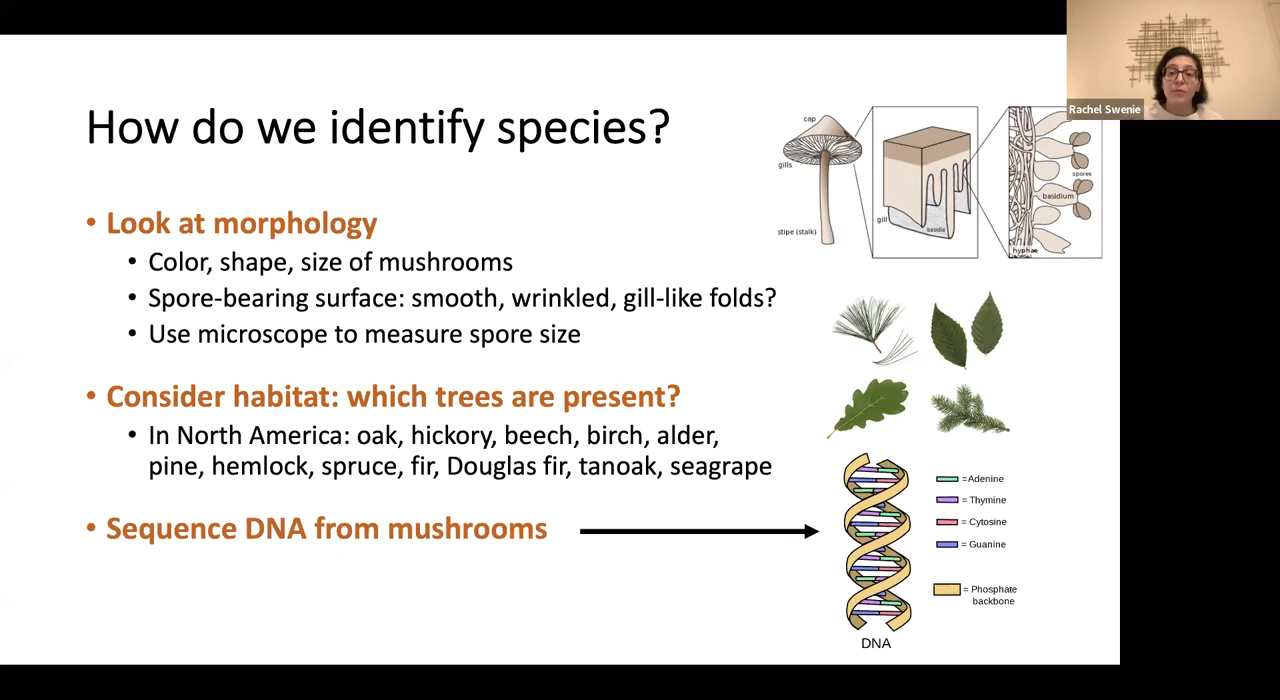 How do we identify species?
• Look at morphology
• Color, shape, size of mushrooms
• Spore-bearing surface: smooth, wrinkled, gill-like folds?
• Use microscope to measure spore size
• Consider habitat: which trees are present?
• In North America: oak, hickory, beech, birch, alder,
pine, hemlock, spruce, fir, Douglas fir, tanoak, seagrape
• Sequence DNA from mushrooms
Rachel Swenie
cap
gills
stipe (stalk)
gill
basidia
spores
basidium
hyphae
= Adenine
= Thymine
= Cytosine
= Guanine
= Phosphate
backbone
DNA